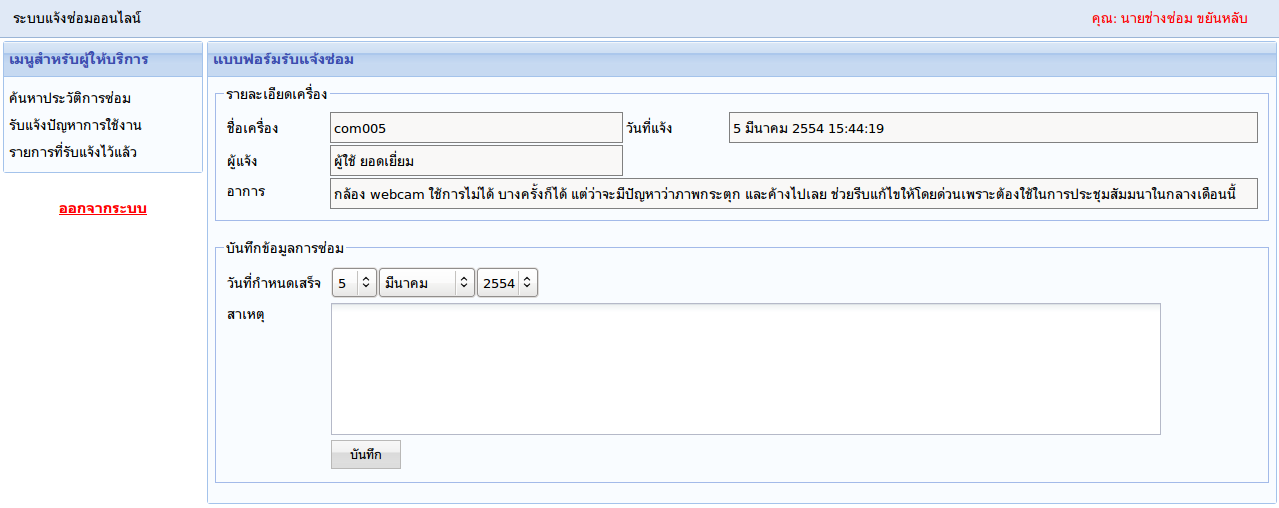 ระบบแจ้งซ่อมออนไลน์
คุณ: นายช่างซ่อม ขยันหลับ
เมนูสำหรับผู้ให้บริการ
ค้นหาประวัติการซ่อม
รับแจ้งปัญหาการใช้งาน
รายการที่รับแจ้งไว้แล้ว
ออกจากระบบ
แบบฟอร์มรับแจ้งซ่อม
รายละเอียดเครื่อง
ชื่อเครื่อง com005 วันที่แจ้ง 5 มีนาคม 2554 15:44:19
ผู้แจ้ง ผู้ใช้ ยอดเยี่ยม
อาการ กล้อง webcam ใช้การไม่ได้ บางครั้งก็ได้ แต่ว่าจะมีปัญหาว่าภาพกระตุก และค้างไปเลย ช่วยรีบแก้ไขให้โดยด่วนเพราะต้องใช้ในการประชุมสัมมนาในกลางเดือนนี้
บันทึกข้อมูลการซ่อม
วันที่กำหนดเสร็จ 5 มีนาคม 2554
สาเหตุ
บันทึก